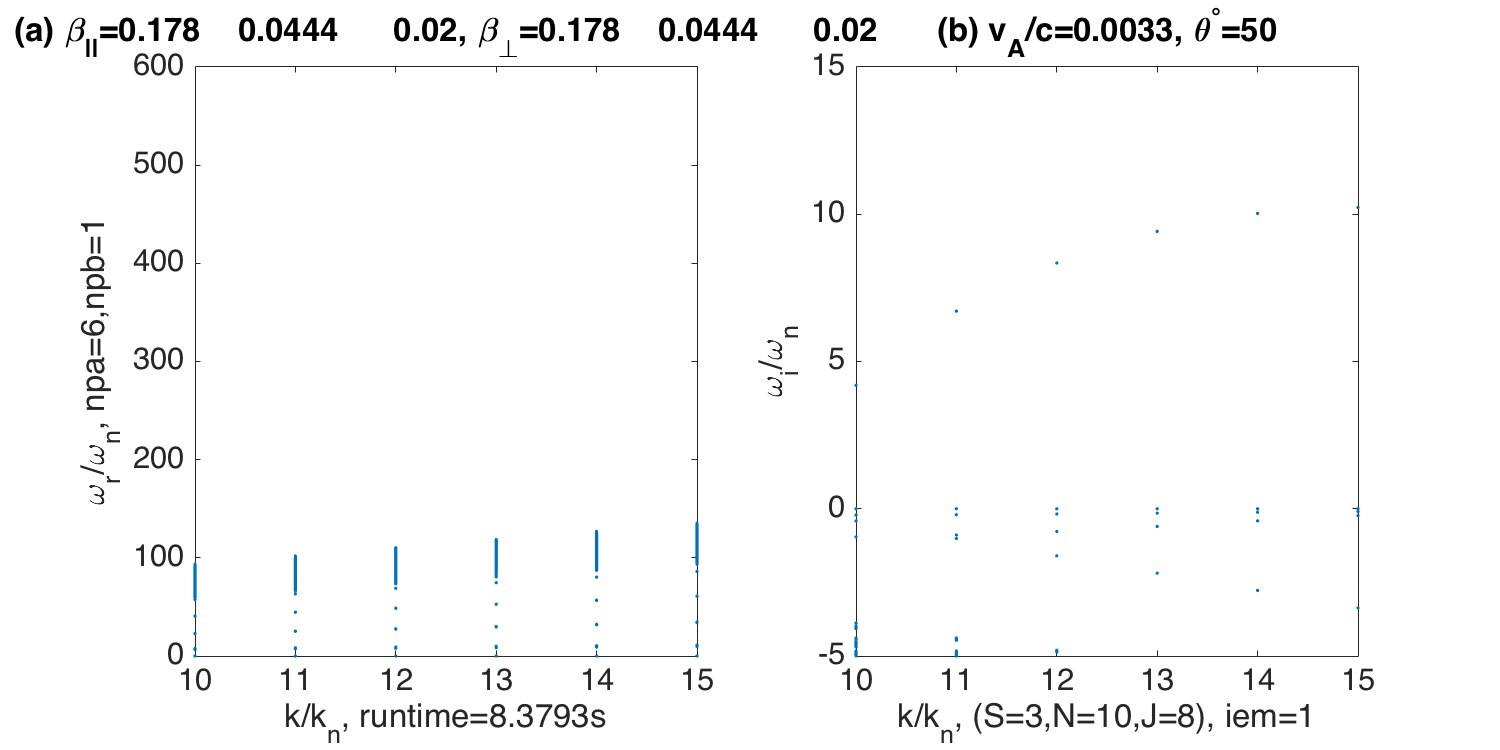 (a) β||=0.178 0.0444 0.02, β⊥=0.178 0.0444 0.02
(b) vA/c=0.0033, θ°=50
600
500
400
300
200
100
0
ωr/ωn, npa=6,npb=1
10 11 12 13 14 15
k/kn, runtime=8.3793s
15
10
5
0
-5
ωi/ωn
10 11 12 13 14 15
k/kn, (S=3,N=10,J=8), iem=1